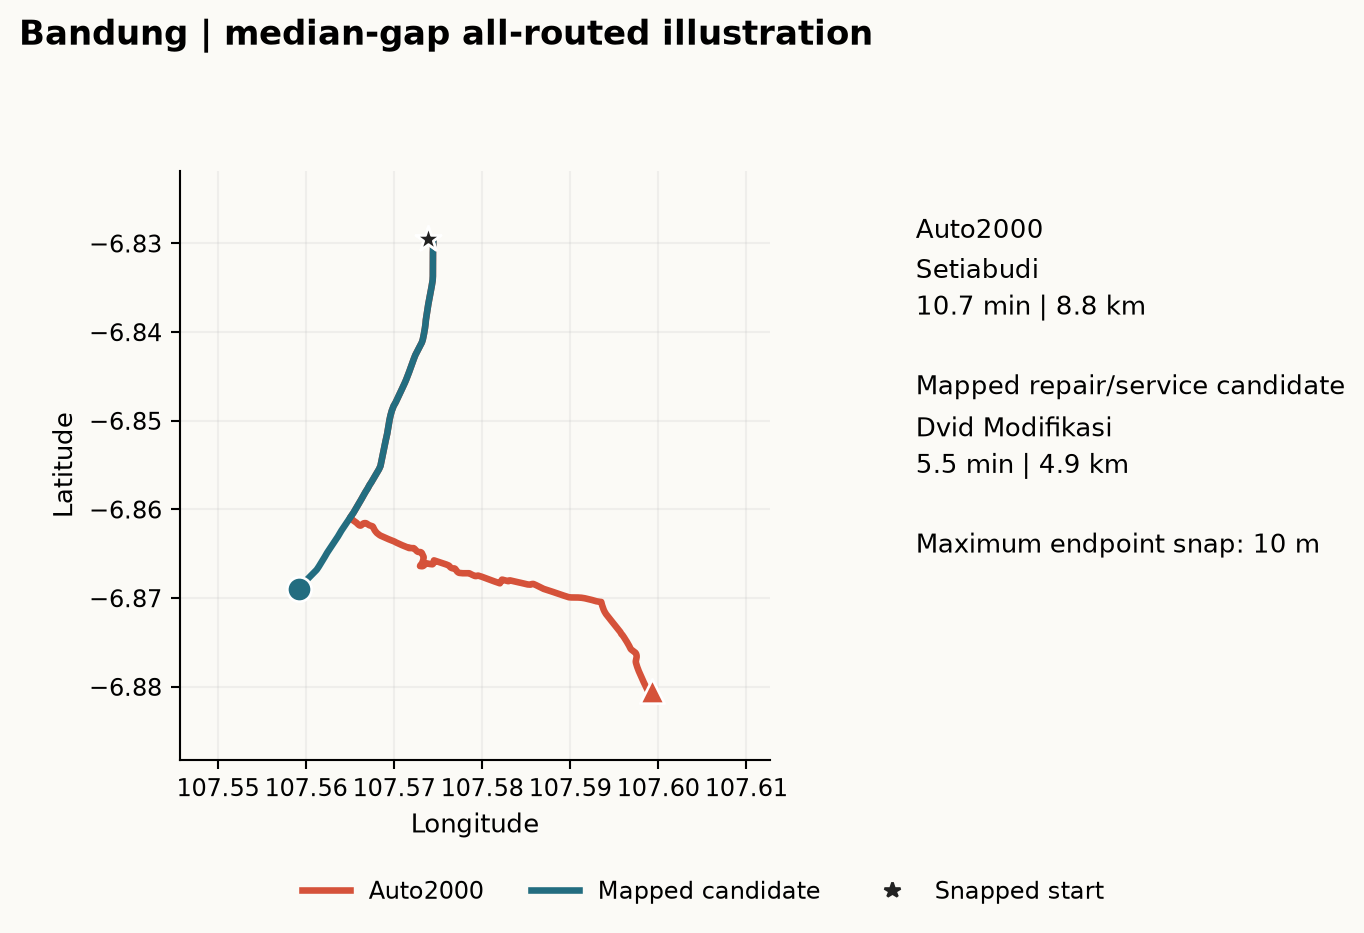 Bandung | median-gap all-routed illustration
Auto2000
Setiabudi
10.7 min | 8.8 km
Mapped repair/service candidate
Dvid Modifikasi
5.5 min | 4.9 km
Maximum endpoint snap: 10 m
Latitude
−6.83
−6.84
−6.85
−6.86
−6.87
−6.88
107.55 107.56 107.57 107.58 107.59 107.60 107.61
Longitude
Auto2000 Mapped candidate Snapped start